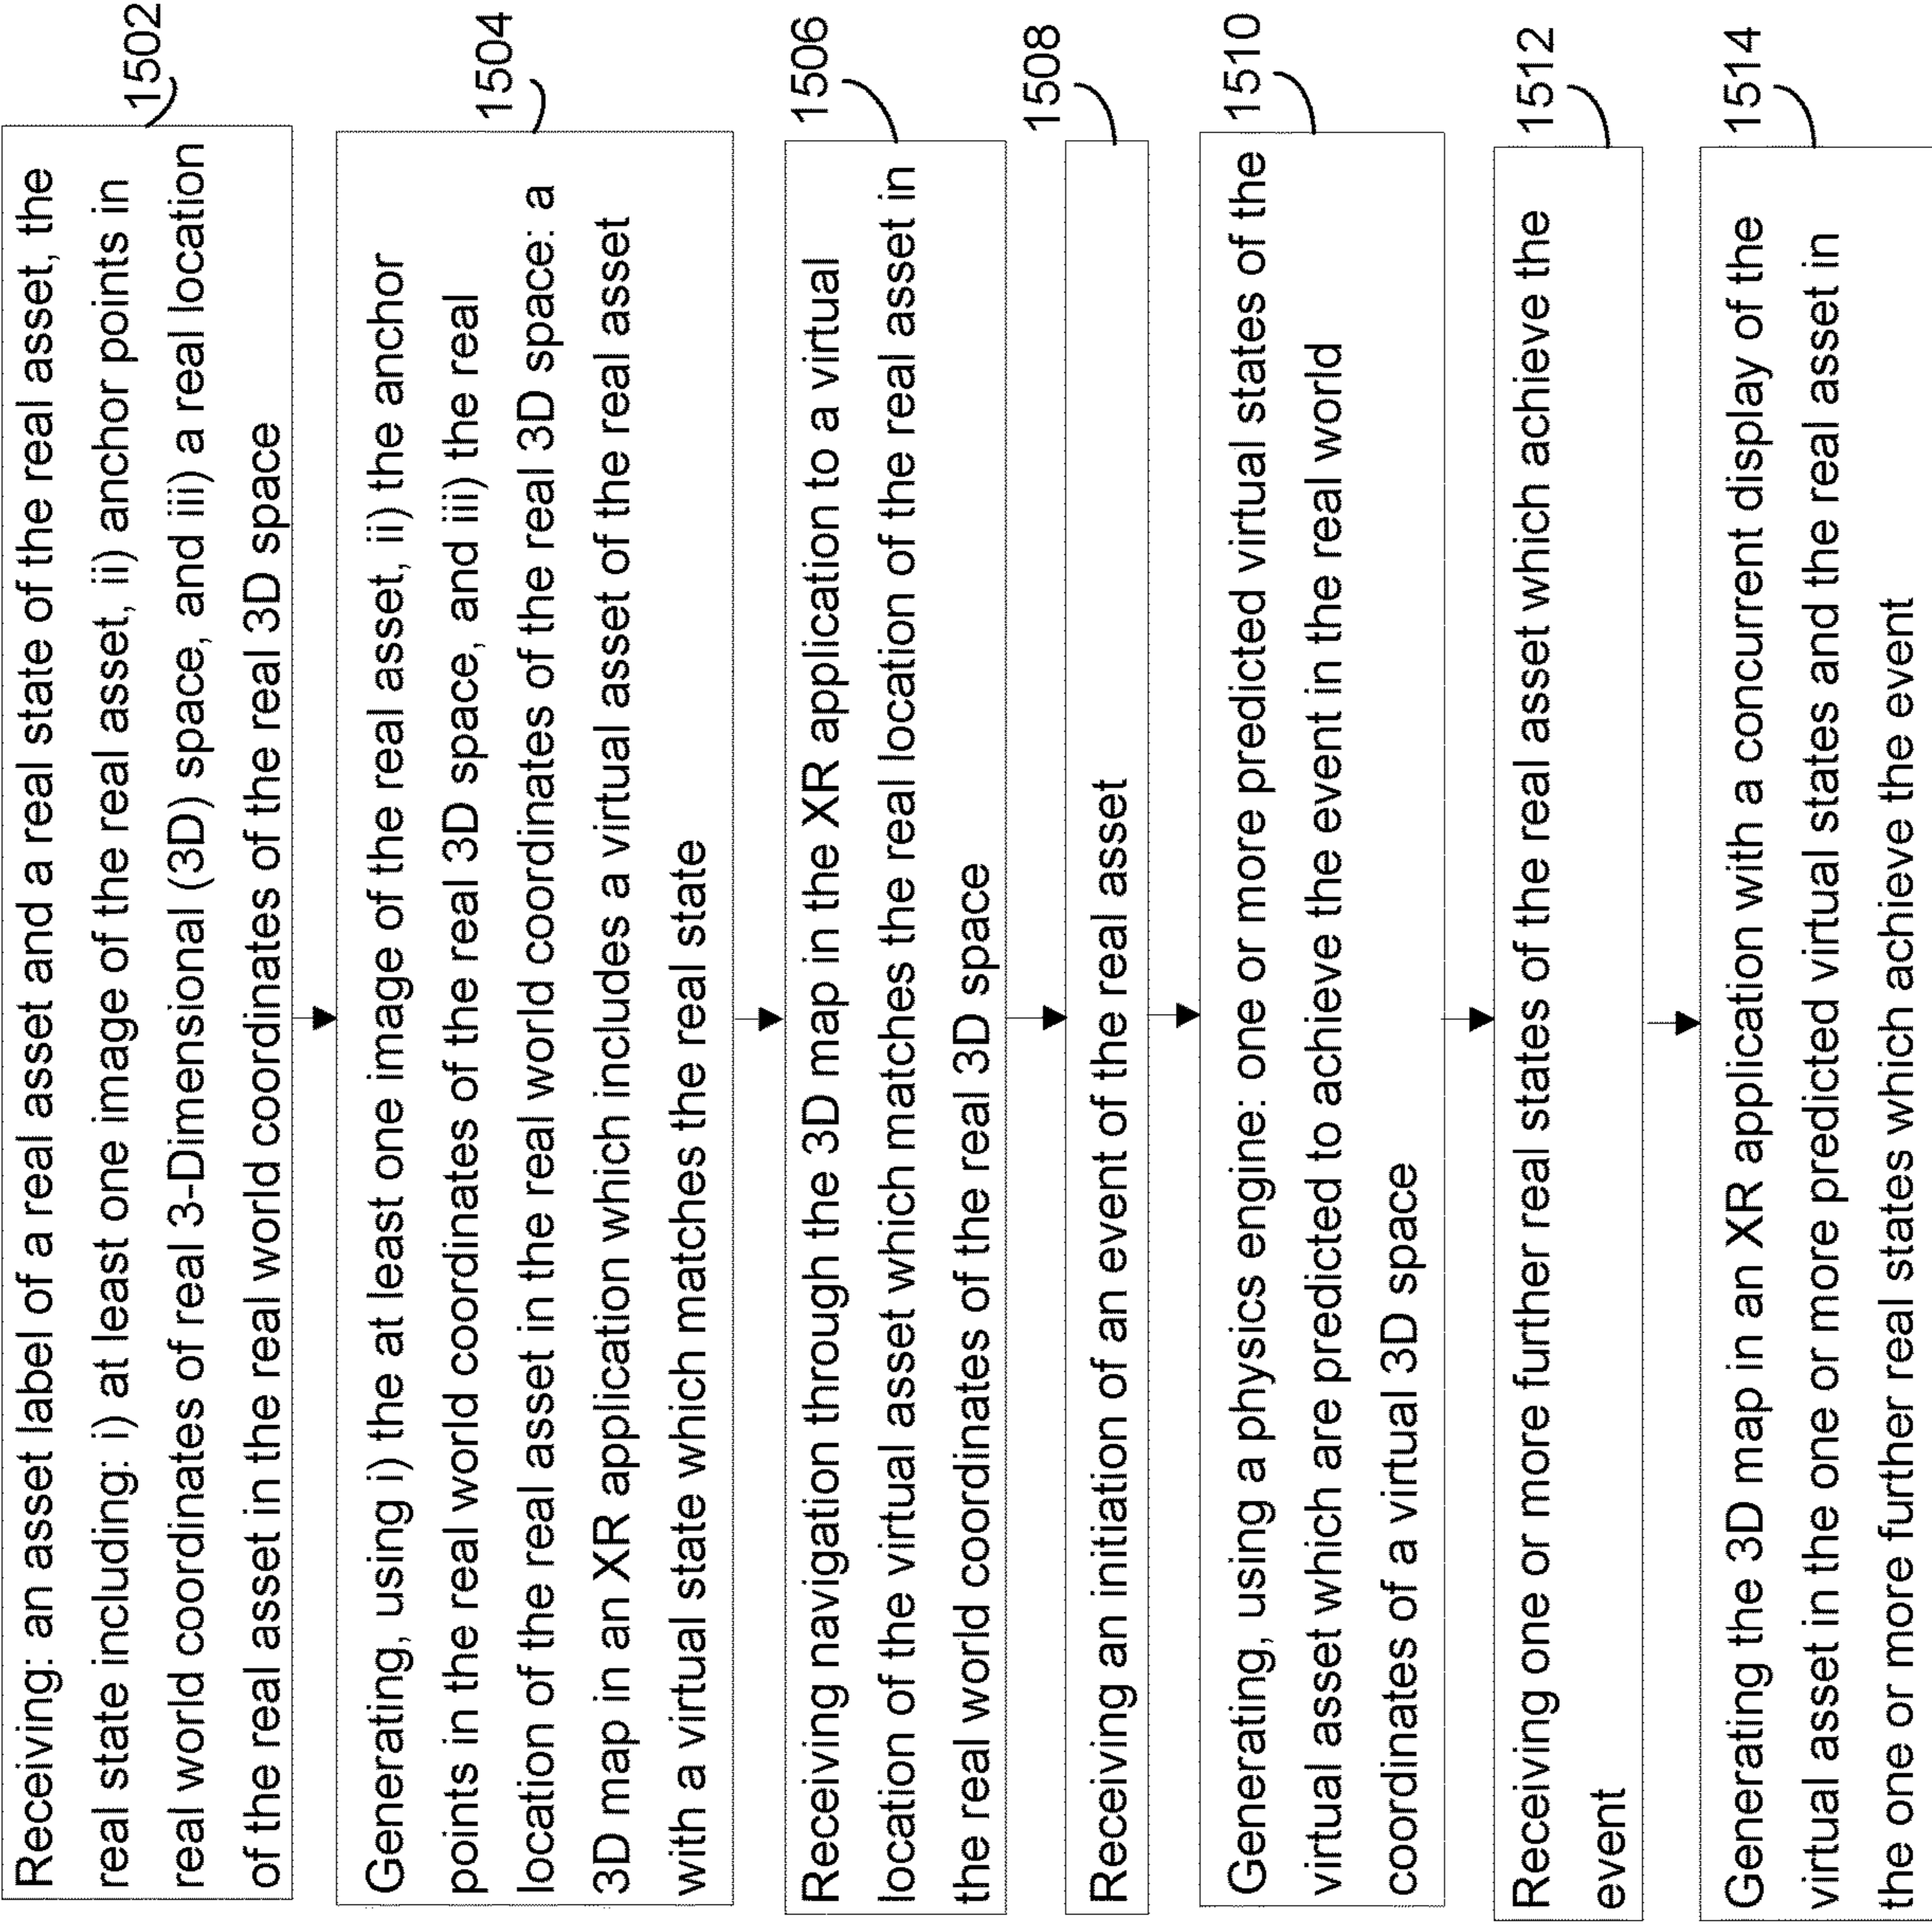 Receiving: an asset label of a real asset and a real state of the real asset, the
real state including: i) at least one image of the real asset, ii) anchor points in
real world coordinates of real 3-Dimensional (3D) space, and iii) a real location
of the real asset in the real world coordinates of the real 3D space
1502
Generating, using i) the at least one image of the real asset, ii) the anchor
points in the real world coordinates of the real 3D space, and iii) the real
location of the real asset in the real world coordinates of the real 3D space: a
3D map in an XR application which includes a virtual asset of the real asset
with a virtual state which matches the real state
1504
Receiving navigation through the 3D map in the XR application to a virtual
location of the virtual asset which matches the real location of the real asset in
the real world coordinates of the real 3D space
1506
Receiving an initiation of an event of the real asset
1508
Generating, using a physics engine: one or more predicted virtual states of the
virtual asset which are predicted to achieve the event in the real world
coordinates of a virtual 3D space
1510
Receiving one or more further real states of the real asset which achieve the
event
1512
Generating the 3D map in an XR application with a concurrent display of the
virtual asset in the one or more predicted virtual states and the real asset in
the one or more further real states which achieve the event
1514